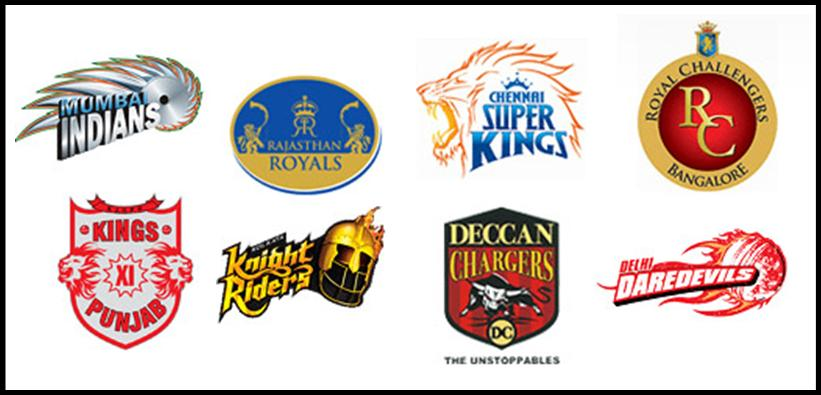 MUMBAI
INDIANS
RAJASTHAN
ROYALS
CHENNAI
SUPER
KINGS
ROYAL CHALLENGERS
RC
BANGALORE
KINGS
XI
PUNJAB
KOLKATA
Knight
Riders
DECCAN
CHARGERS
DC
THE UNSTOPPABLES
DELHI
DAREDEVILS